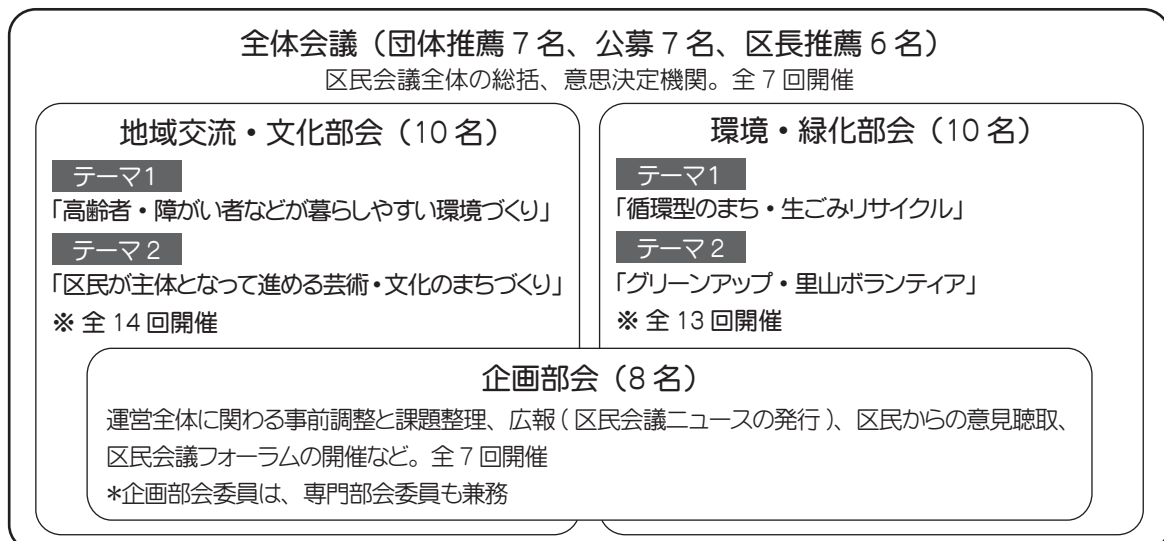 全体会議（団体推薦 7 名、公募 7 名、区長推薦 6 名）
区民会議全体の総括、意思決定機関。全 7 回開催
地域交流・文化部会（10 名）
テーマ1
「高齢者・障がい者などが暮らしやすい環境づくり」
テーマ 2
「区民が主体となって進める芸術・文化のまちづくり」
※ 全 14 回開催
環境・緑化部会（10 名）
テーマ1
「循環型のまち・生ごみリサイクル」
テーマ 2
「グリーンアップ・里山ボランティア」
※ 全 13 回開催
企画部会（8 名）
運営全体に関わる事前調整と課題整理、広報 ( 区民会議ニュースの発行 )、区民からの意見聴取、
区民会議フォーラムの開催など。全 7 回開催
*企画部会委員は、専門部会委員も兼務